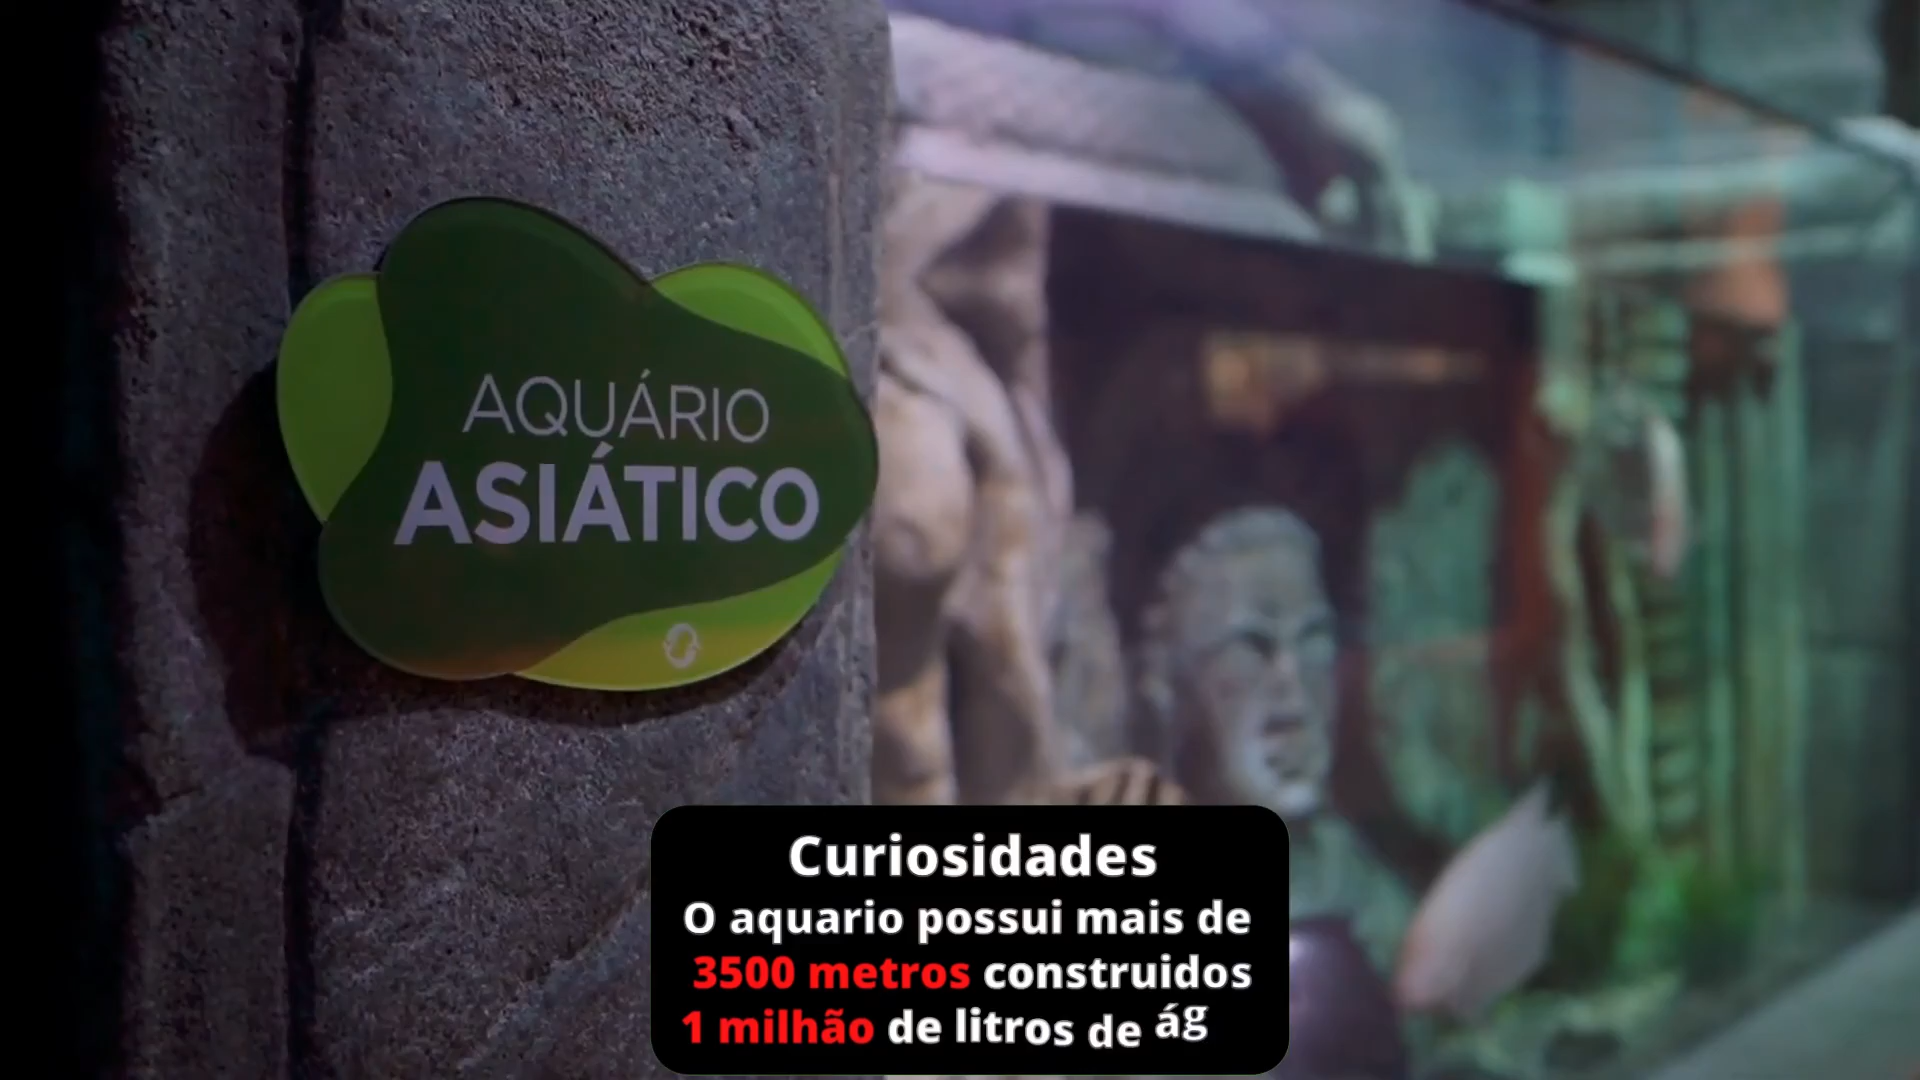 AQUÁRIO
ASIÁTICO
Curiosidades
O aquario possui mais de
3500 metros construidos
1 milhão de litros de ág